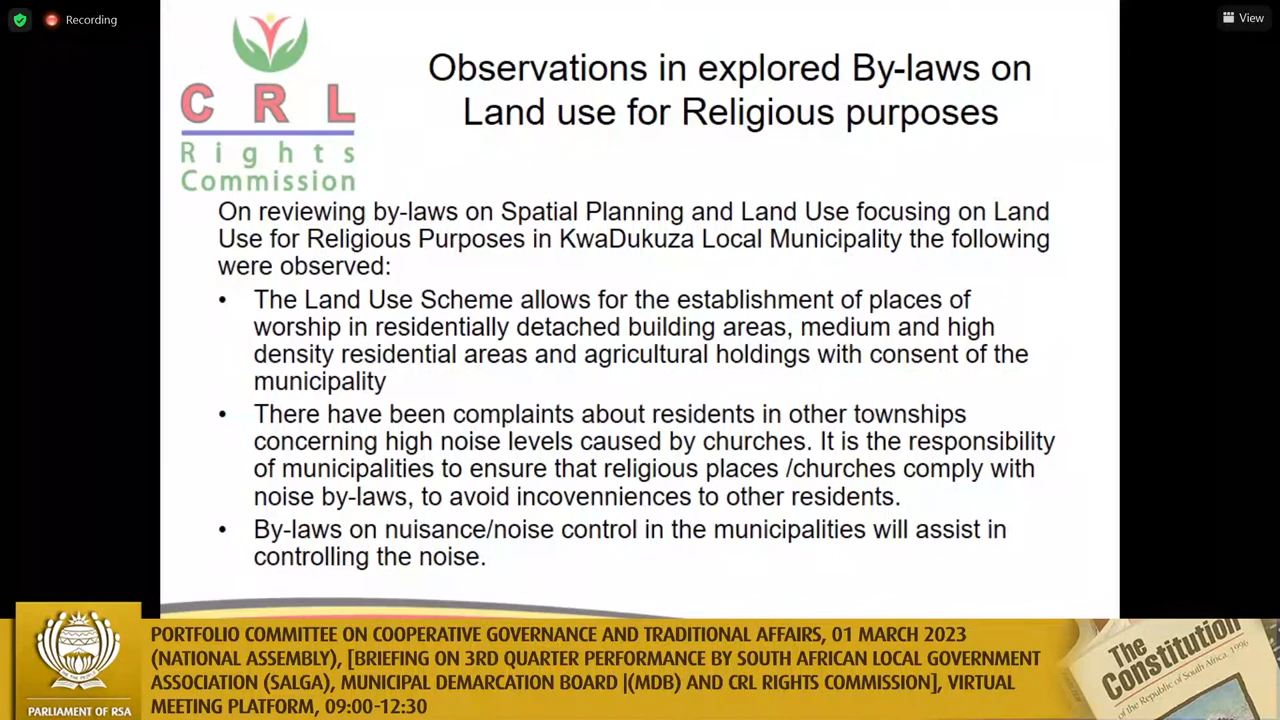 Recording
View
C R L
Rights
Commission
Observations in explored By-laws on
Land use for Religious purposes
On reviewing by-laws on Spatial Planning and Land Use focusing on Land
Use for Religious Purposes in KwaDukuza Local Municipality the following
were observed:
• The Land Use Scheme allows for the establishment of places of
worship in residentially detached building areas, medium and high
density residential areas and agricultural holdings with consent of the
municipality
• There have been complaints about residents in other townships
concerning high noise levels caused by churches. It is the responsibility
of municipalities to ensure that religious places /churches comply with
noise by-laws, to avoid incovenniences to other residents.
• By-laws on nuisance/noise control in the municipalities will assist in
controlling the noise.
PARLIAMENT OF RSA
PORTFOLIO COMMITTEE ON COOPERATIVE GOVERNANCE AND TRADITIONAL AFFAIRS, 01 MARCH 2023
(NATIONAL ASSEMBLY), [BRIEFING ON 3RD QUARTER PERFORMANCE BY SOUTH AFRICAN LOCAL GOVERNMENT
ASSOCIATION (SALGA), MUNICIPAL DEMARCATION BOARD |(MDB) AND CRL RIGHTS COMMISSION], VIRTUAL
MEETING PLATFORM, 09:00-12:30
The
Constitution
of the Republic of South Africa, 1996